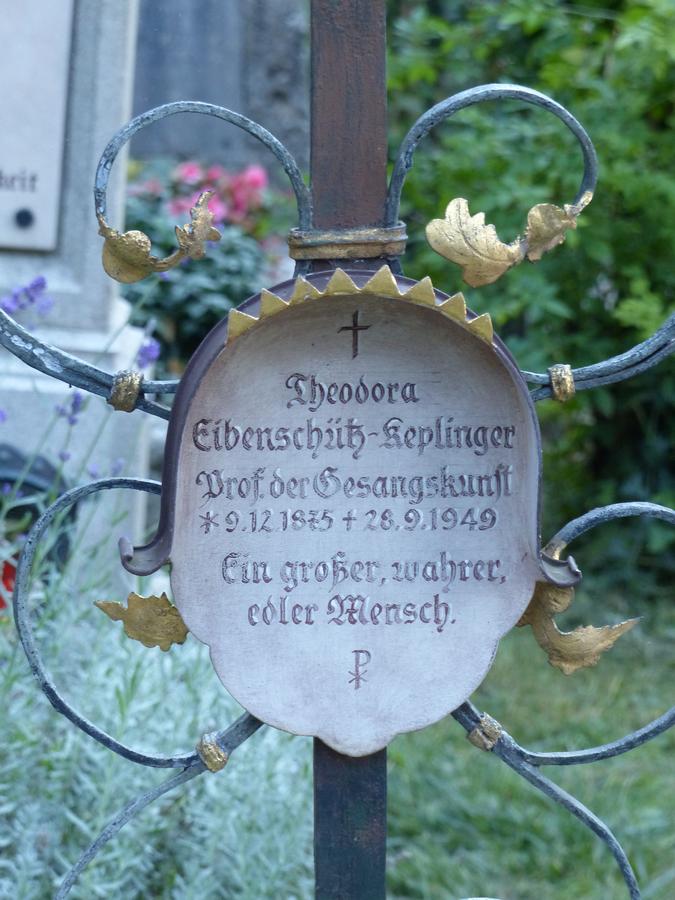 Theodora
Eibenschütz-Keplinger
Prof. der Gesangskunst
* 9.12.1875 + 28.9.1949
Ein großer, wahrer,
edler Mensch.